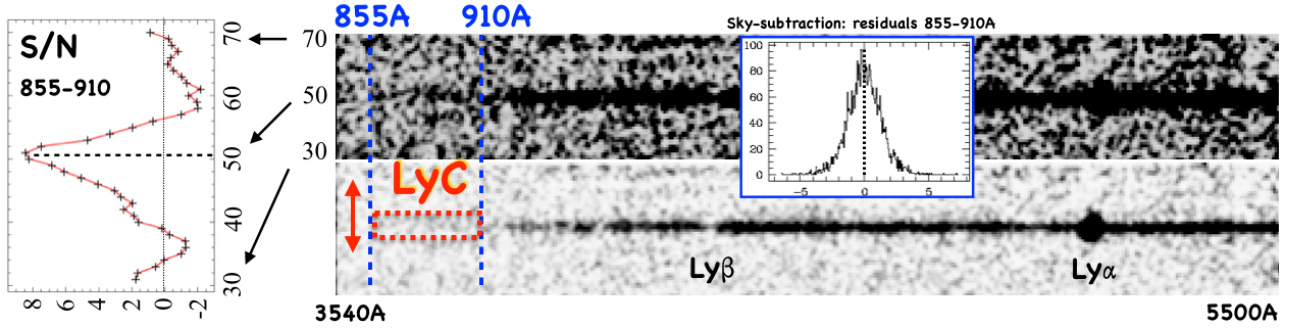 855A 910A
Sky-subtraction: residuals 855-910A
S/N
855-910
70
60
50
40
30
8 6 4 2 0 -2
70
50
30
100
80
60
40
20
0
-5 0 5
LyC
Lyβ
Lyα
3540A
5500A